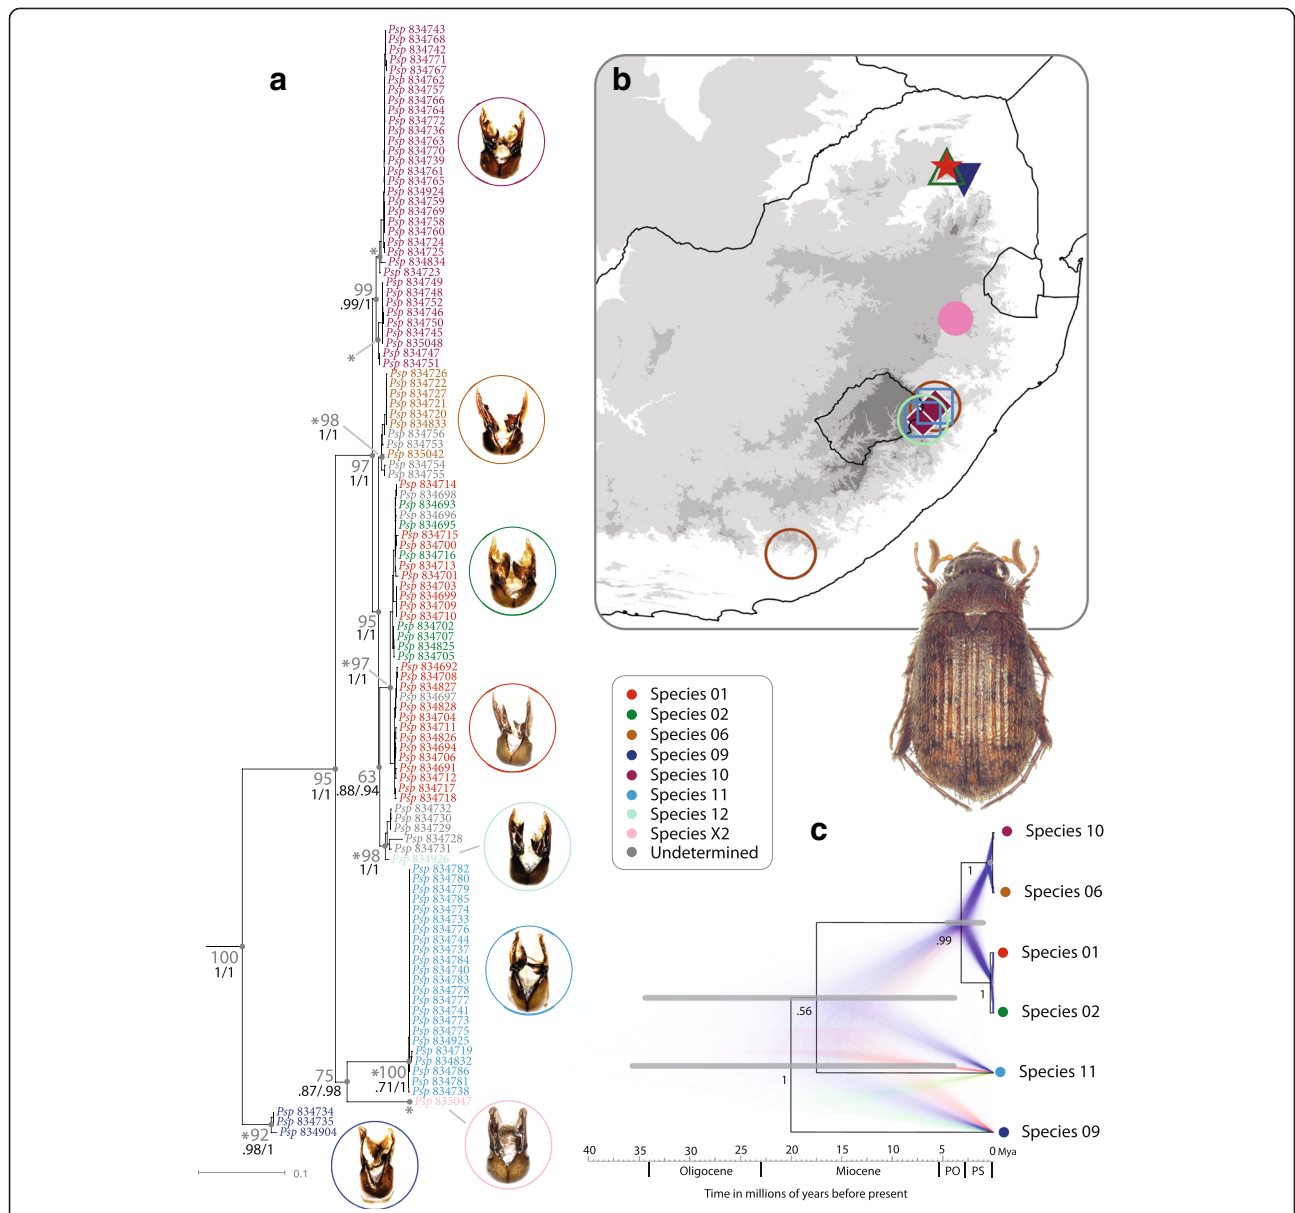 a
Psp 834743
Psp 834768
Psp 834742
Psp 834771
Psp 834767
Psp 834762
Psp 834757
Psp 834766
Psp 834764
Psp 834772
Psp 834736
Psp 834763
Psp 834770
Psp 834739
Psp 834761
Psp 834765
Psp 834924
Psp 834759
Psp 834769
Psp 834758
Psp 834760
Psp 834724
Psp 834725
Psp 834834
Psp 834723
Psp 834749
Psp 834748
Psp 834752
Psp 834746
Psp 834750
Psp 834745
Psp 835048
Psp 834747
Psp 834751
Psp 834726
Psp 834722
Psp 834727
Psp 834721
Psp 834720
Psp 834833
Psp 834756
Psp 834753
Psp 835042
Psp 834754
Psp 834755
Psp 834714
Psp 834698
Psp 834693
Psp 834696
Psp 834695
Psp 834715
Psp 834700
Psp 834716
Psp 834713
Psp 834701
Psp 834703
Psp 834699
Psp 834709
Psp 834710
Psp 834702
Psp 834707
Psp 834825
Psp 834705
Psp 834692
Psp 834708
Psp 834827
Psp 834697
Psp 834828
Psp 834704
Psp 834711
Psp 834826
Psp 834694
Psp 834706
Psp 834691
Psp 834712
Psp 834717
Psp 834718
Psp 834732
Psp 834730
Psp 834729
Psp 834728
Psp 834731
Psp 834926
Psp 834782
Psp 834780
Psp 834779
Psp 834785
Psp 834774
Psp 834733
Psp 834776
Psp 834744
Psp 834737
Psp 834784
Psp 834740
Psp 834783
Psp 834778
Psp 834777
Psp 834741
Psp 834773
Psp 834775
Psp 834925
Psp 834719
Psp 834832
Psp 834786
Psp 834781
Psp 834738
Psp 835047
Psp 834734
Psp 834735
Psp 834904
*
99
.99/1
*
*98
1/1
97
1/1
95
1/1
*97
1/1
95
1/1
63
.88/.94
*98
1/1
100
1/1
75
.87/.98
*100
.71/1
*
*92
.98/1
0.1
b
Species 01
Species 02
Species 06
Species 09
Species 10
Species 11
Species 12
Species X2
Undetermined
c
Species 10
Species 06
Species 01
Species 02
Species 11
Species 09
1
.99
1
.56
1
40 35 30 25 20 15 10 5 0 Mya
Oligocene Miocene PO PS
Time in millions of years before present